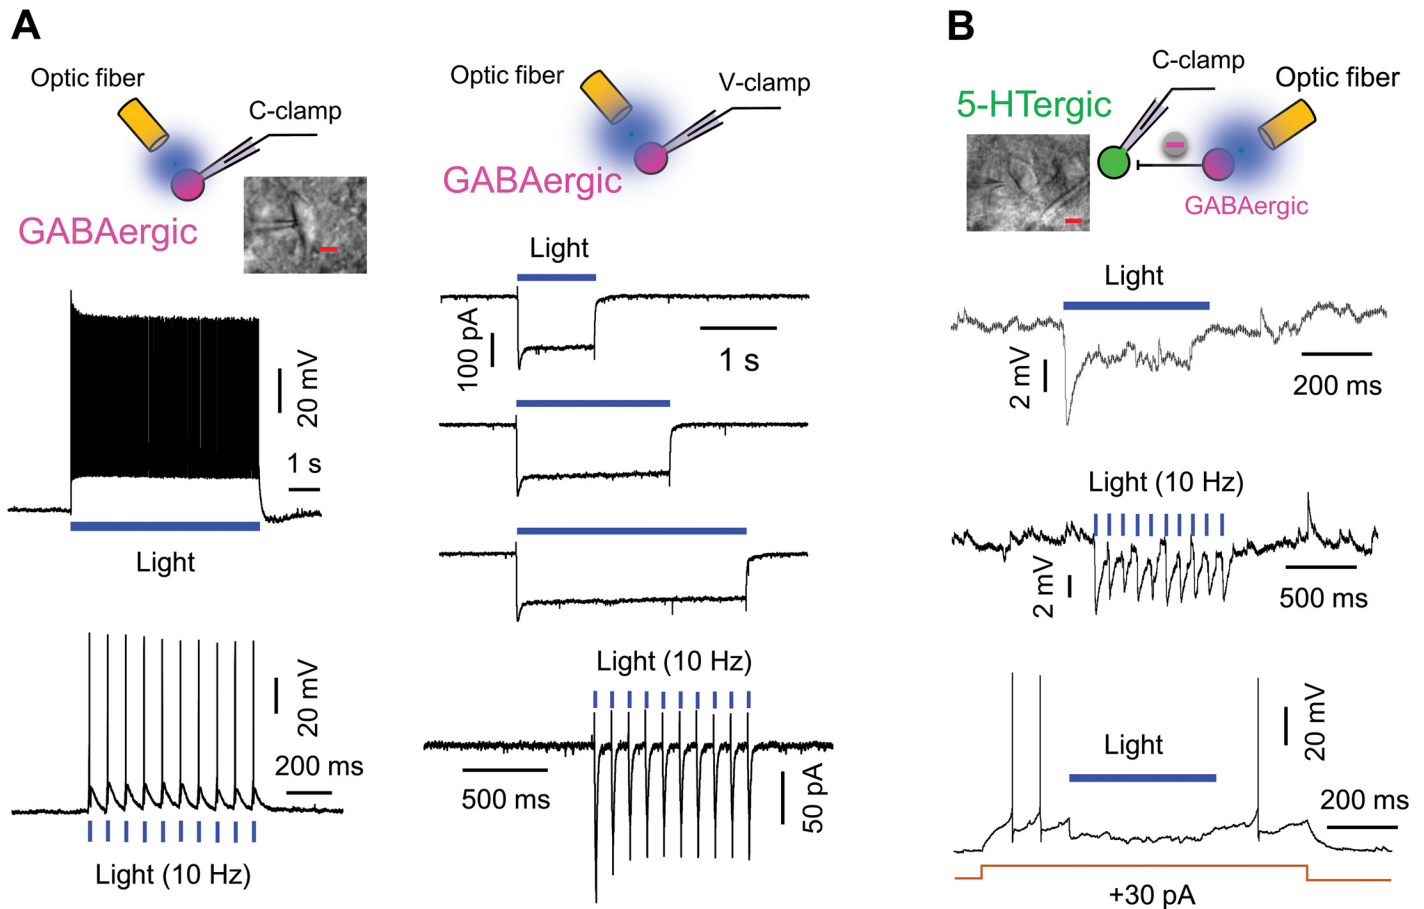 A
Optic fiber
C-clamp
GABAergic
Optic fiber
V-clamp
GABAergic
20 mV
1 s
Light
20 mV
200 ms
Light (10 Hz)
Light
100 pA
1 s
Light (10 Hz)
500 ms
50 pA
B
C-clamp
Optic fiber
5-HTergic
GABAergic
Light
2 mV
200 ms
Light (10 Hz)
2 mV
500 ms
20 mV
Light
200 ms
+30 pA